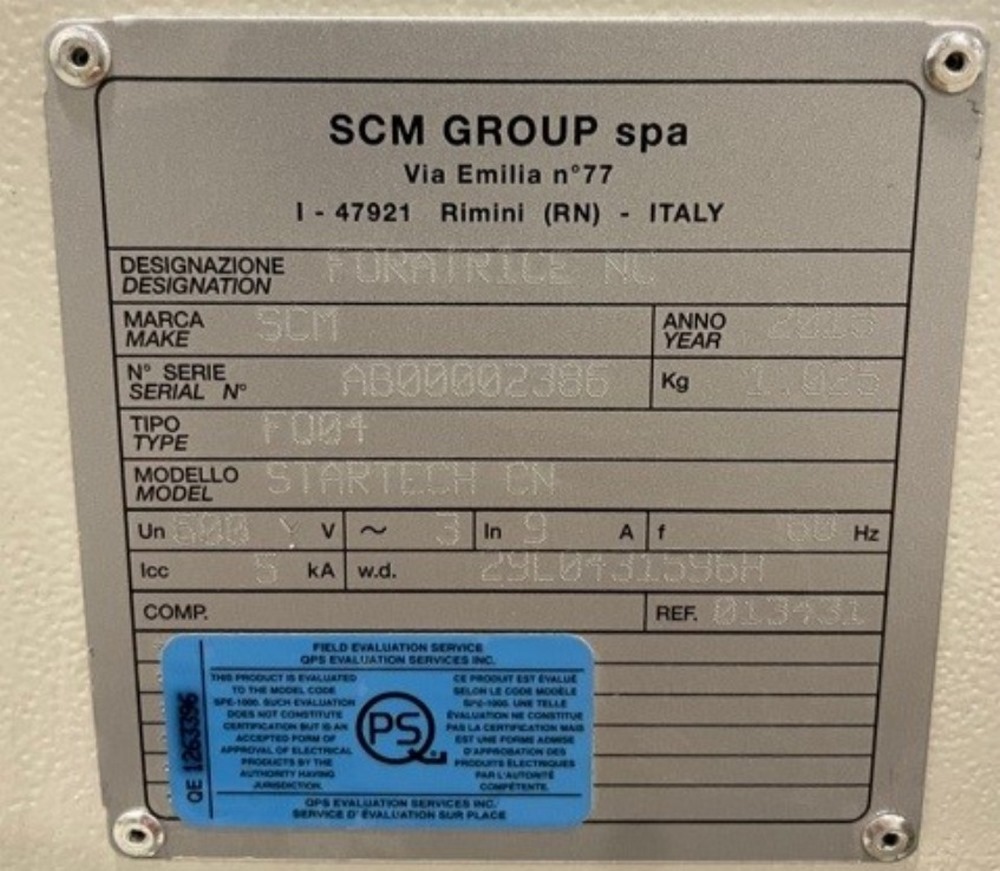 SCM GROUP spa
Via Emilia n°77
I - 47921 Rimini (RN) - ITALY
DESIGNAZIONE FORATRICE NC
DESIGNATION
MARCA SCM ANNO
MAKE YEAR
N° SERIE AB00002386 Kg
SERIAL N°
TIPO FQ04
TYPE
MODELLO STARTECH CN
MODEL
Un 600 Y V ~ 3 In 9 A f 60 Hz
Icc 5 kA w.d. 29L0431596H
COMP. REF. 013431
FIELD EVALUATION SERVICE
QPS EVALUATION SERVICES INC.
THIS PRODUCT IS EVALUATED
TO THE MODEL CODE
SPE-1000. SUCH EVALUATION
DOES NOT CONSTITUTE
CERTIFICATION BUT IS AN
ACCEPTED FORM OF
APPROVAL OF ELECTRICAL
PRODUCTS BY THE
AUTHORITY HAVING
JURISDICTION.
PS
CE PRODUIT EST ÉVALUÉ
SELON LE CODE MODÈLE
SPE-1000. UNE TELLE
ÉVALUATION NE CONSTITUE
PAS LA CERTIFICATION MAIS
EST UNE FORME ADMISE
D'APPROBATION DES
PRODUITS ÉLECTRIQUES
PAR L'AUTORITÉ
COMPÉTENTE.
QE 1263396
QPS EVALUATION SERVICES INC.
SERVICE D' ÉVALUATION SUR PLACE